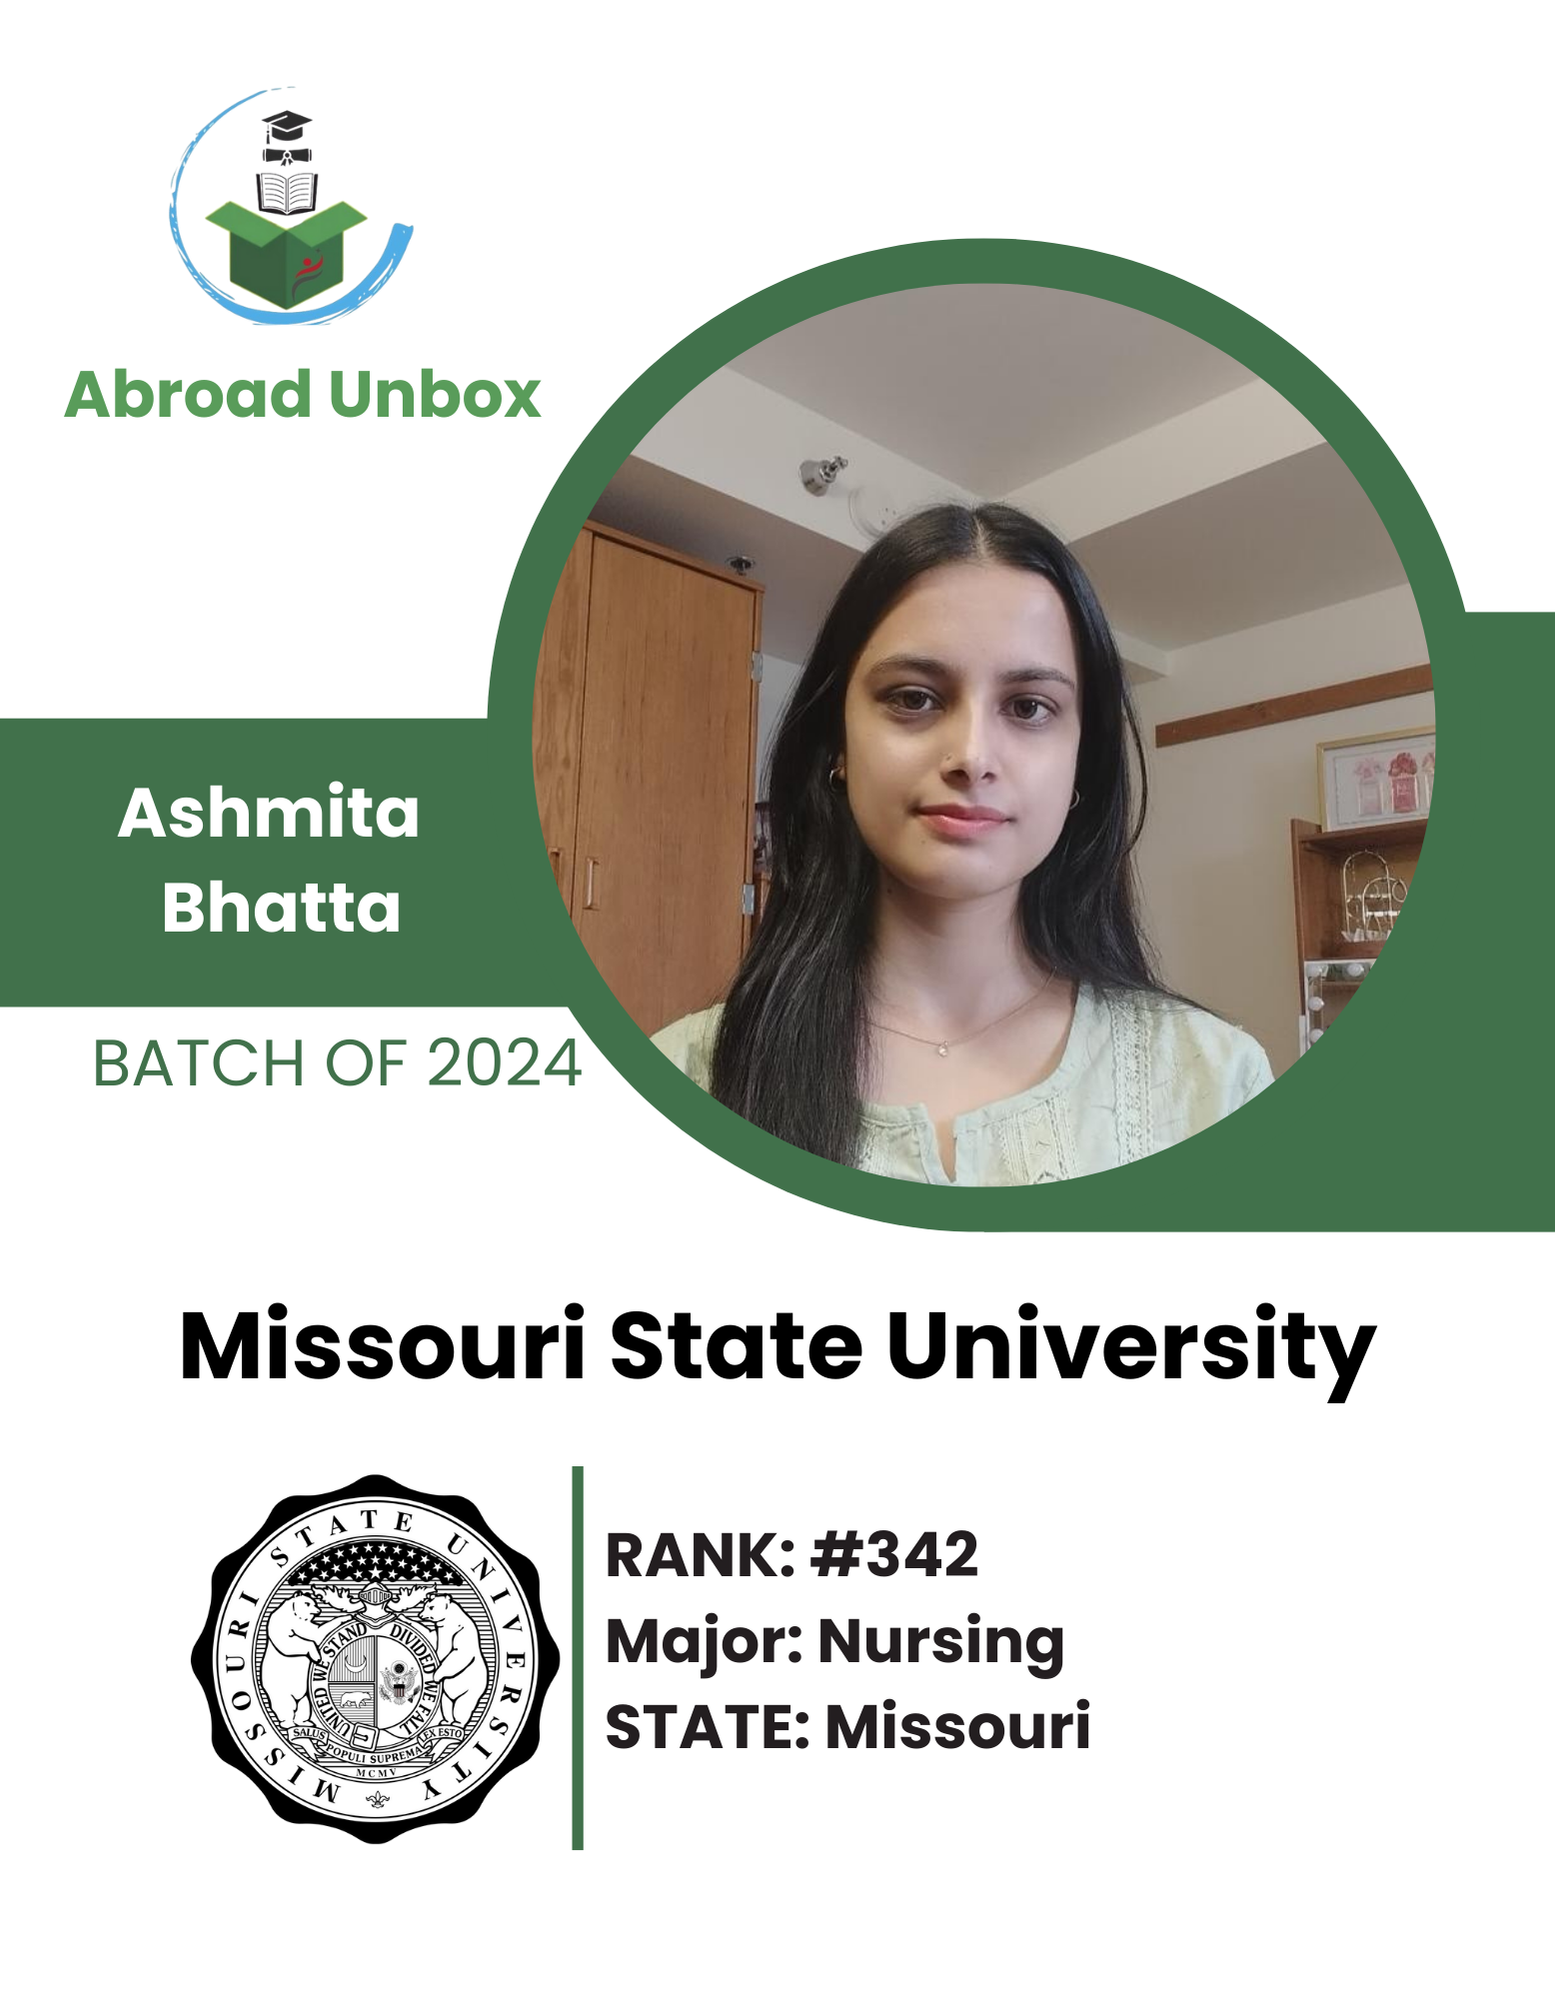 Abroad Unbox
Ashmita
Bhatta
BATCH OF 2024
Missouri State University
MISSOURI STATE UNIVERSITY
UNITED WE STAND DIVIDED WE FALL
SALUS POPULI SUPREMA LEX ESTO
MCMV
RANK: #342
Major: Nursing
STATE: Missouri